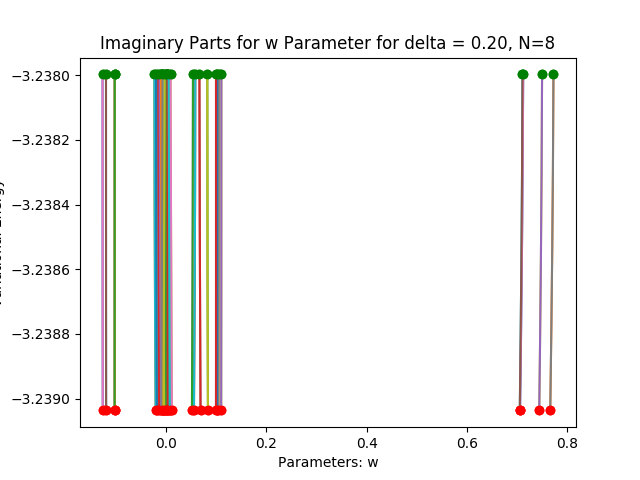 Imaginary Parts for w Parameter for delta = 0.20, N=8
−3.2380
−3.2382
−3.2384
−3.2386
−3.2388
−3.2390
0.0 0.2 0.4 0.6 0.8
Parameters: w